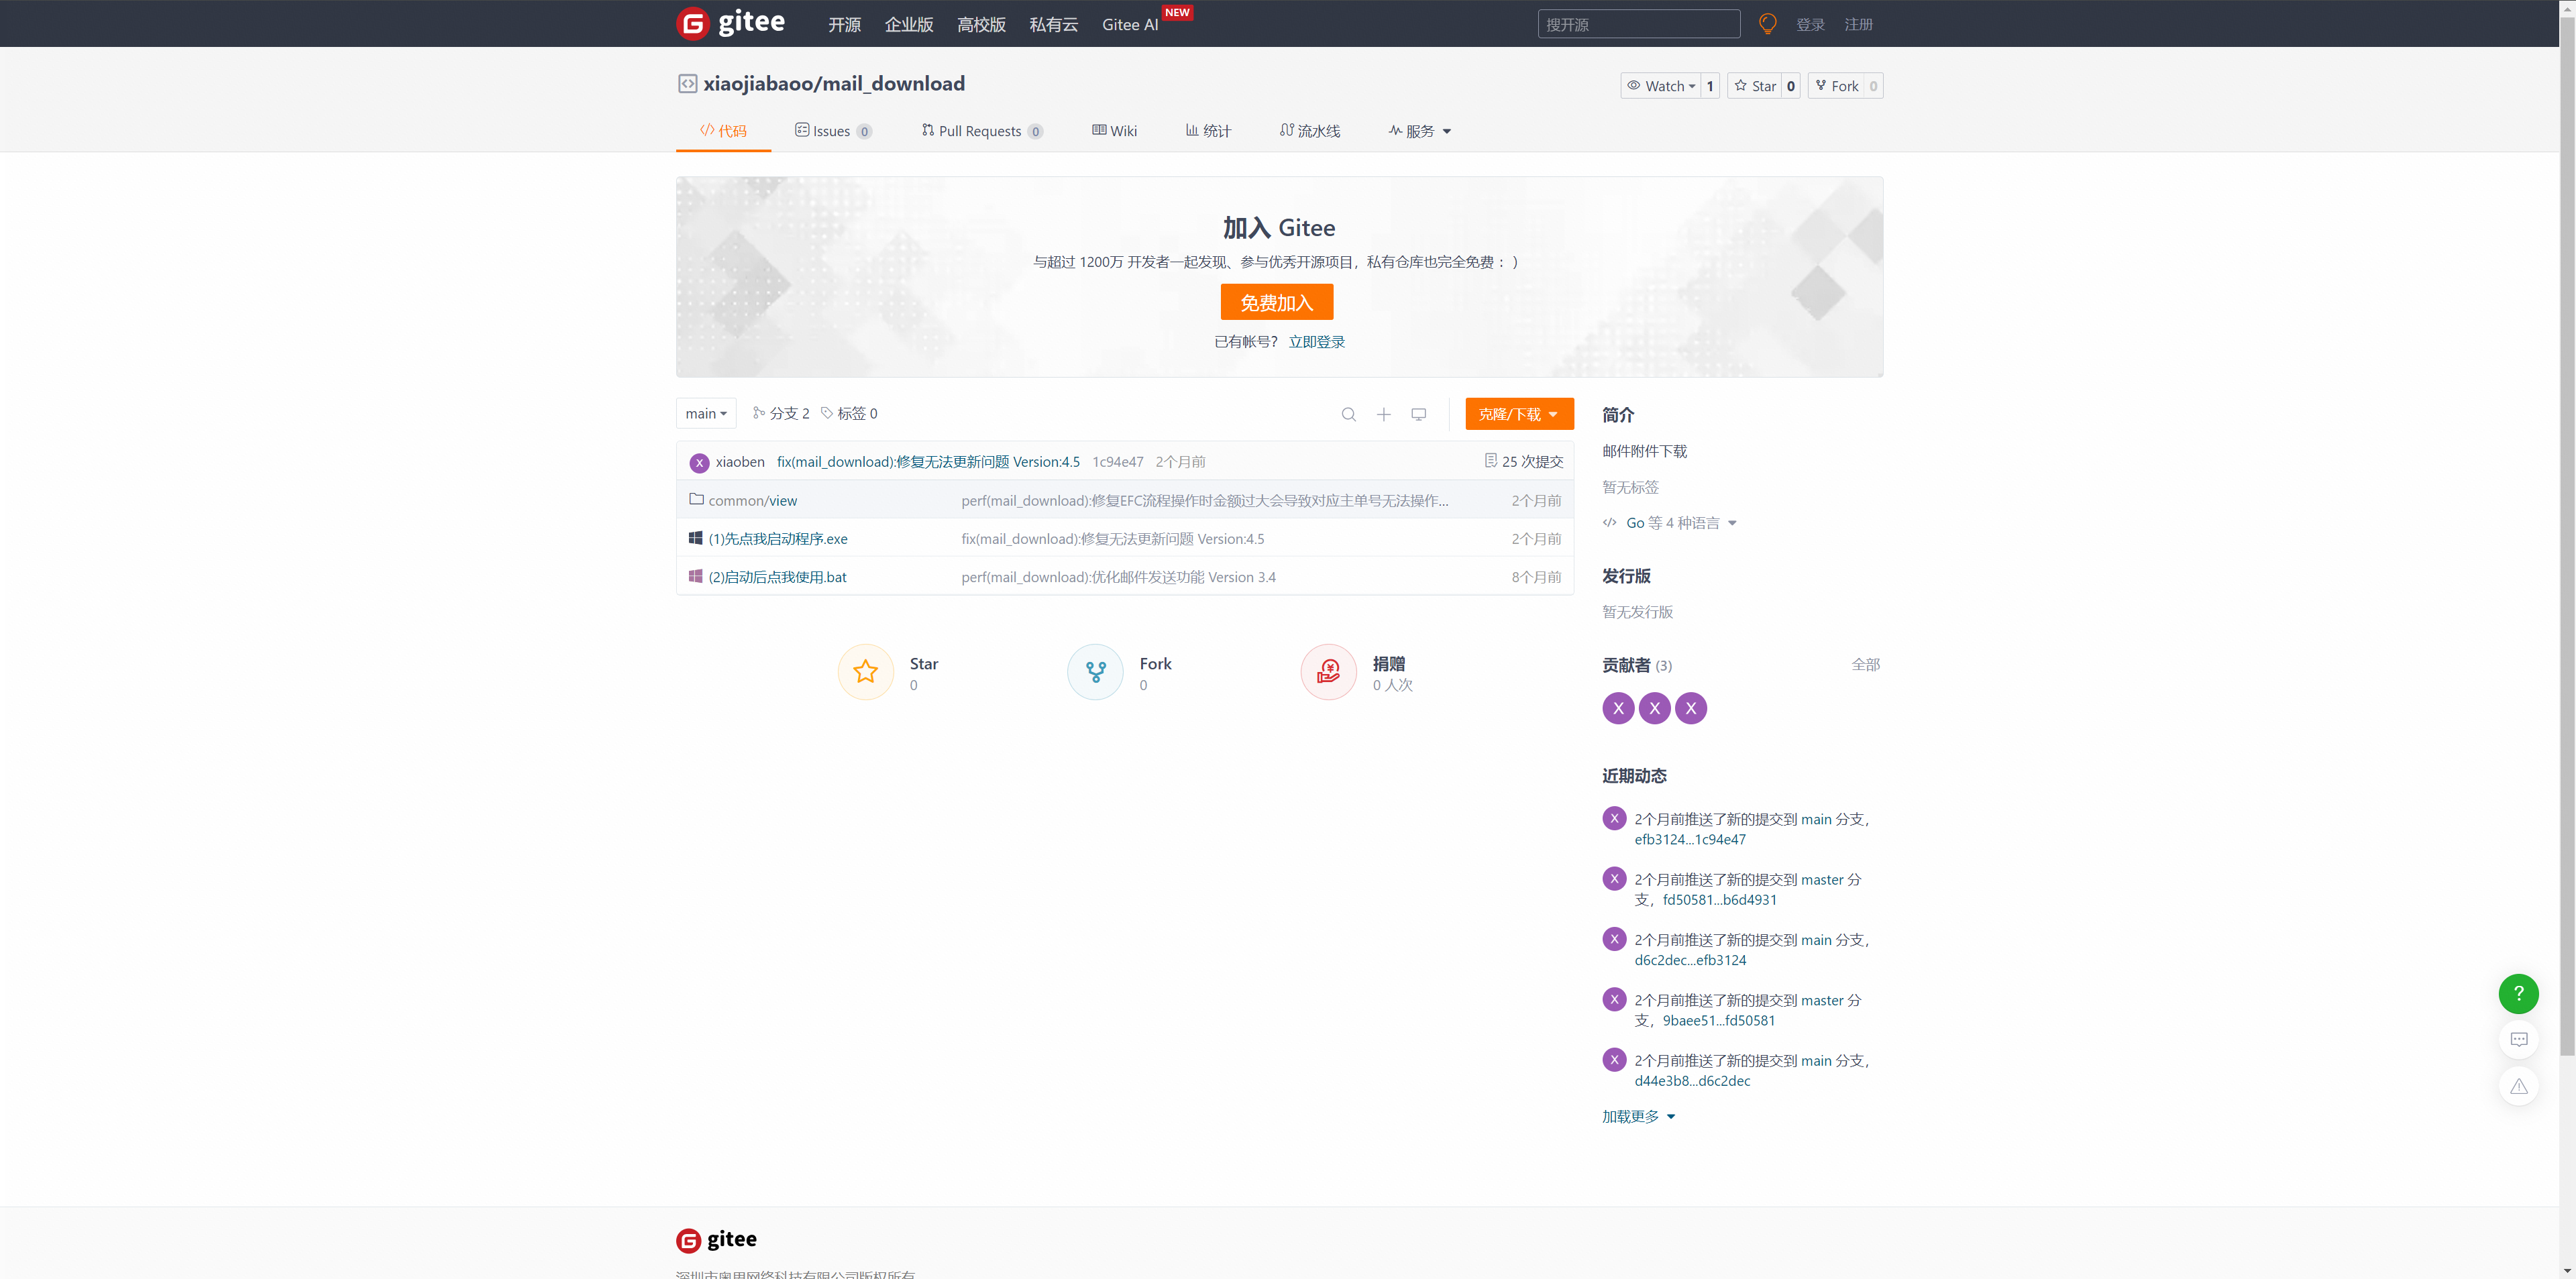 gitee 开源 企业版 高校版 私有云 Gitee AI NEW 搜开源 登录 注册
xiaojiabaoo/mail_download Watch 1 Star 0 Fork 0
代码 Issues 0 Pull Requests 0 Wiki 统计 流水线 服务
加入 Gitee
与超过 1200万 开发者一起发现、参与优秀开源项目，私有仓库也完全免费：）
免费加入
已有帐号？ 立即登录
main 分支 2 标签 0 克隆/下载
X xiaoben fix(mail_download):修复无法更新问题 Version:4.5 1c94e47 2个月前 25 次提交
common/view perf(mail_download):修复EFC流程操作时金额过大会导致对应主单号无法操作... 2个月前
(1)先点我启动程序.exe fix(mail_download):修复无法更新问题 Version:4.5 2个月前
(2)启动后点我使用.bat perf(mail_download):优化邮件发送功能 Version 3.4 8个月前
Star
0
Fork
0
捐赠
0 人次
简介
邮件附件下载
暂无标签
Go 等 4 种语言
发行版
暂无发行版
贡献者 (3) 全部
X X X
近期动态
X 2个月前推送了新的提交到 main 分支，
efb3124...1c94e47
X 2个月前推送了新的提交到 master 分
支，fd50581...b6d4931
X 2个月前推送了新的提交到 main 分支，
d6c2dec...efb3124
X 2个月前推送了新的提交到 master 分
支，9baee51...fd50581
X 2个月前推送了新的提交到 main 分支，
d44e3b8...d6c2dec
加载更多
?
gitee
深圳市奥思网络科技有限公司版权所有